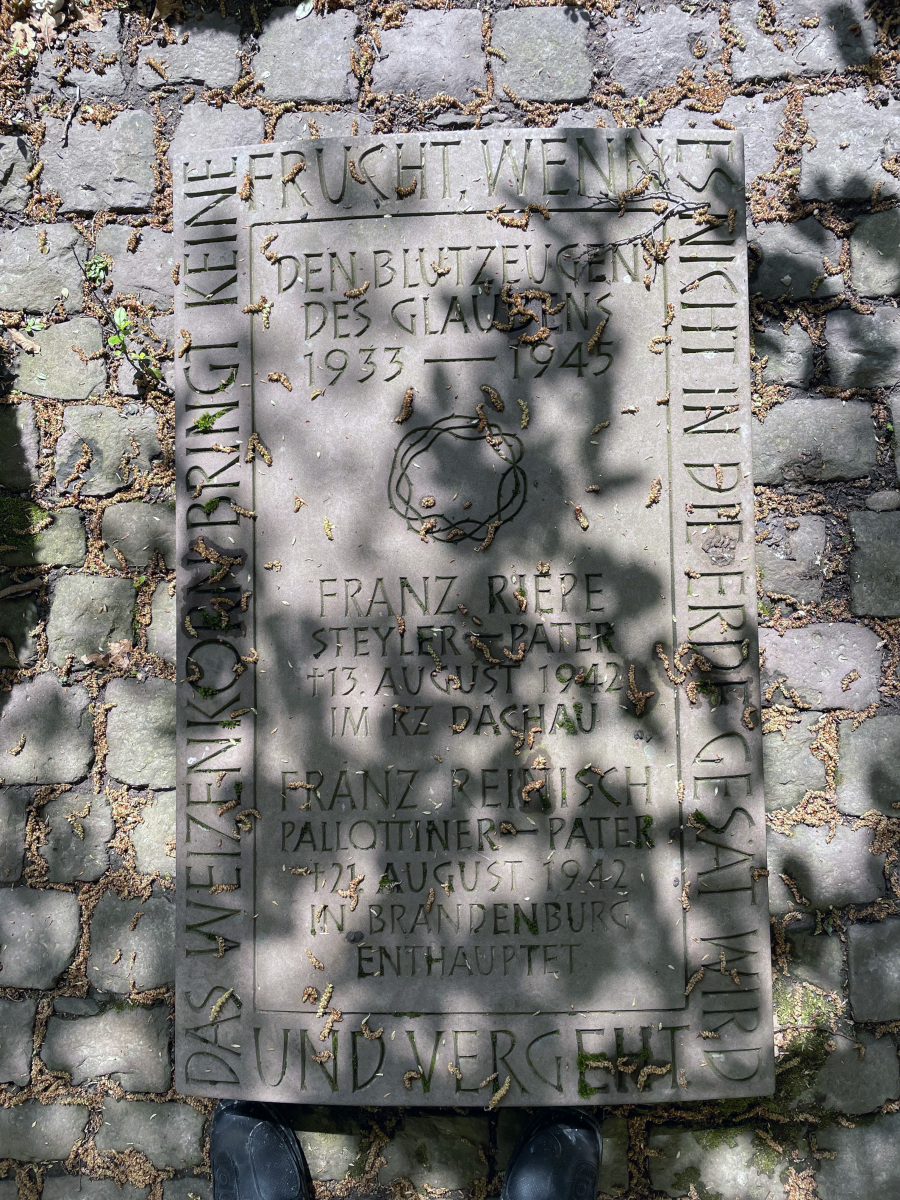 DAS WEIZENKORN BRINGT KEINE
FRUCHT, WENN
ES NICHT IN DIE ERDE GESÄT WIRD
UND VERGEHT.
DEN BLUTZEUGEN
DES GLAUBENS
1933 — 1945
FRANZ RIEPE
STEYLER-PATER
†13. AUGUST 1942
IM KZ DACHAU
FRANZ REINISCH
PALLOTTINER-PATER
†21. AUGUST 1942
IN BRANDENBURG
ENTHAUPTET